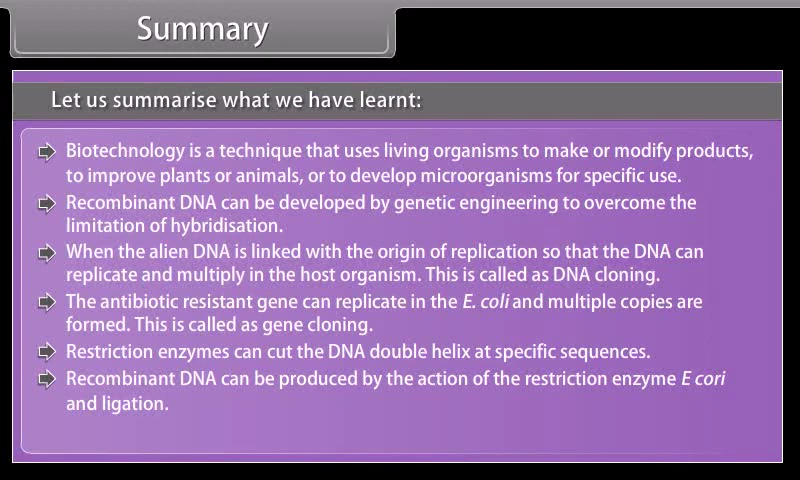 Summary
Let us summarise what we have learnt:
Biotechnology is a technique that uses living organisms to make or modify products,
to improve plants or animals, or to develop microorganisms for specific use.
Recombinant DNA can be developed by genetic engineering to overcome the
limitation of hybridisation.
When the alien DNA is linked with the origin of replication so that the DNA can
replicate and multiply in the host organism. This is called as DNA cloning.
The antibiotic resistant gene can replicate in the E. coli and multiple copies are
formed. This is called as gene cloning.
Restriction enzymes can cut the DNA double helix at specific sequences.
Recombinant DNA can be produced by the action of the restriction enzyme E cori
and ligation.